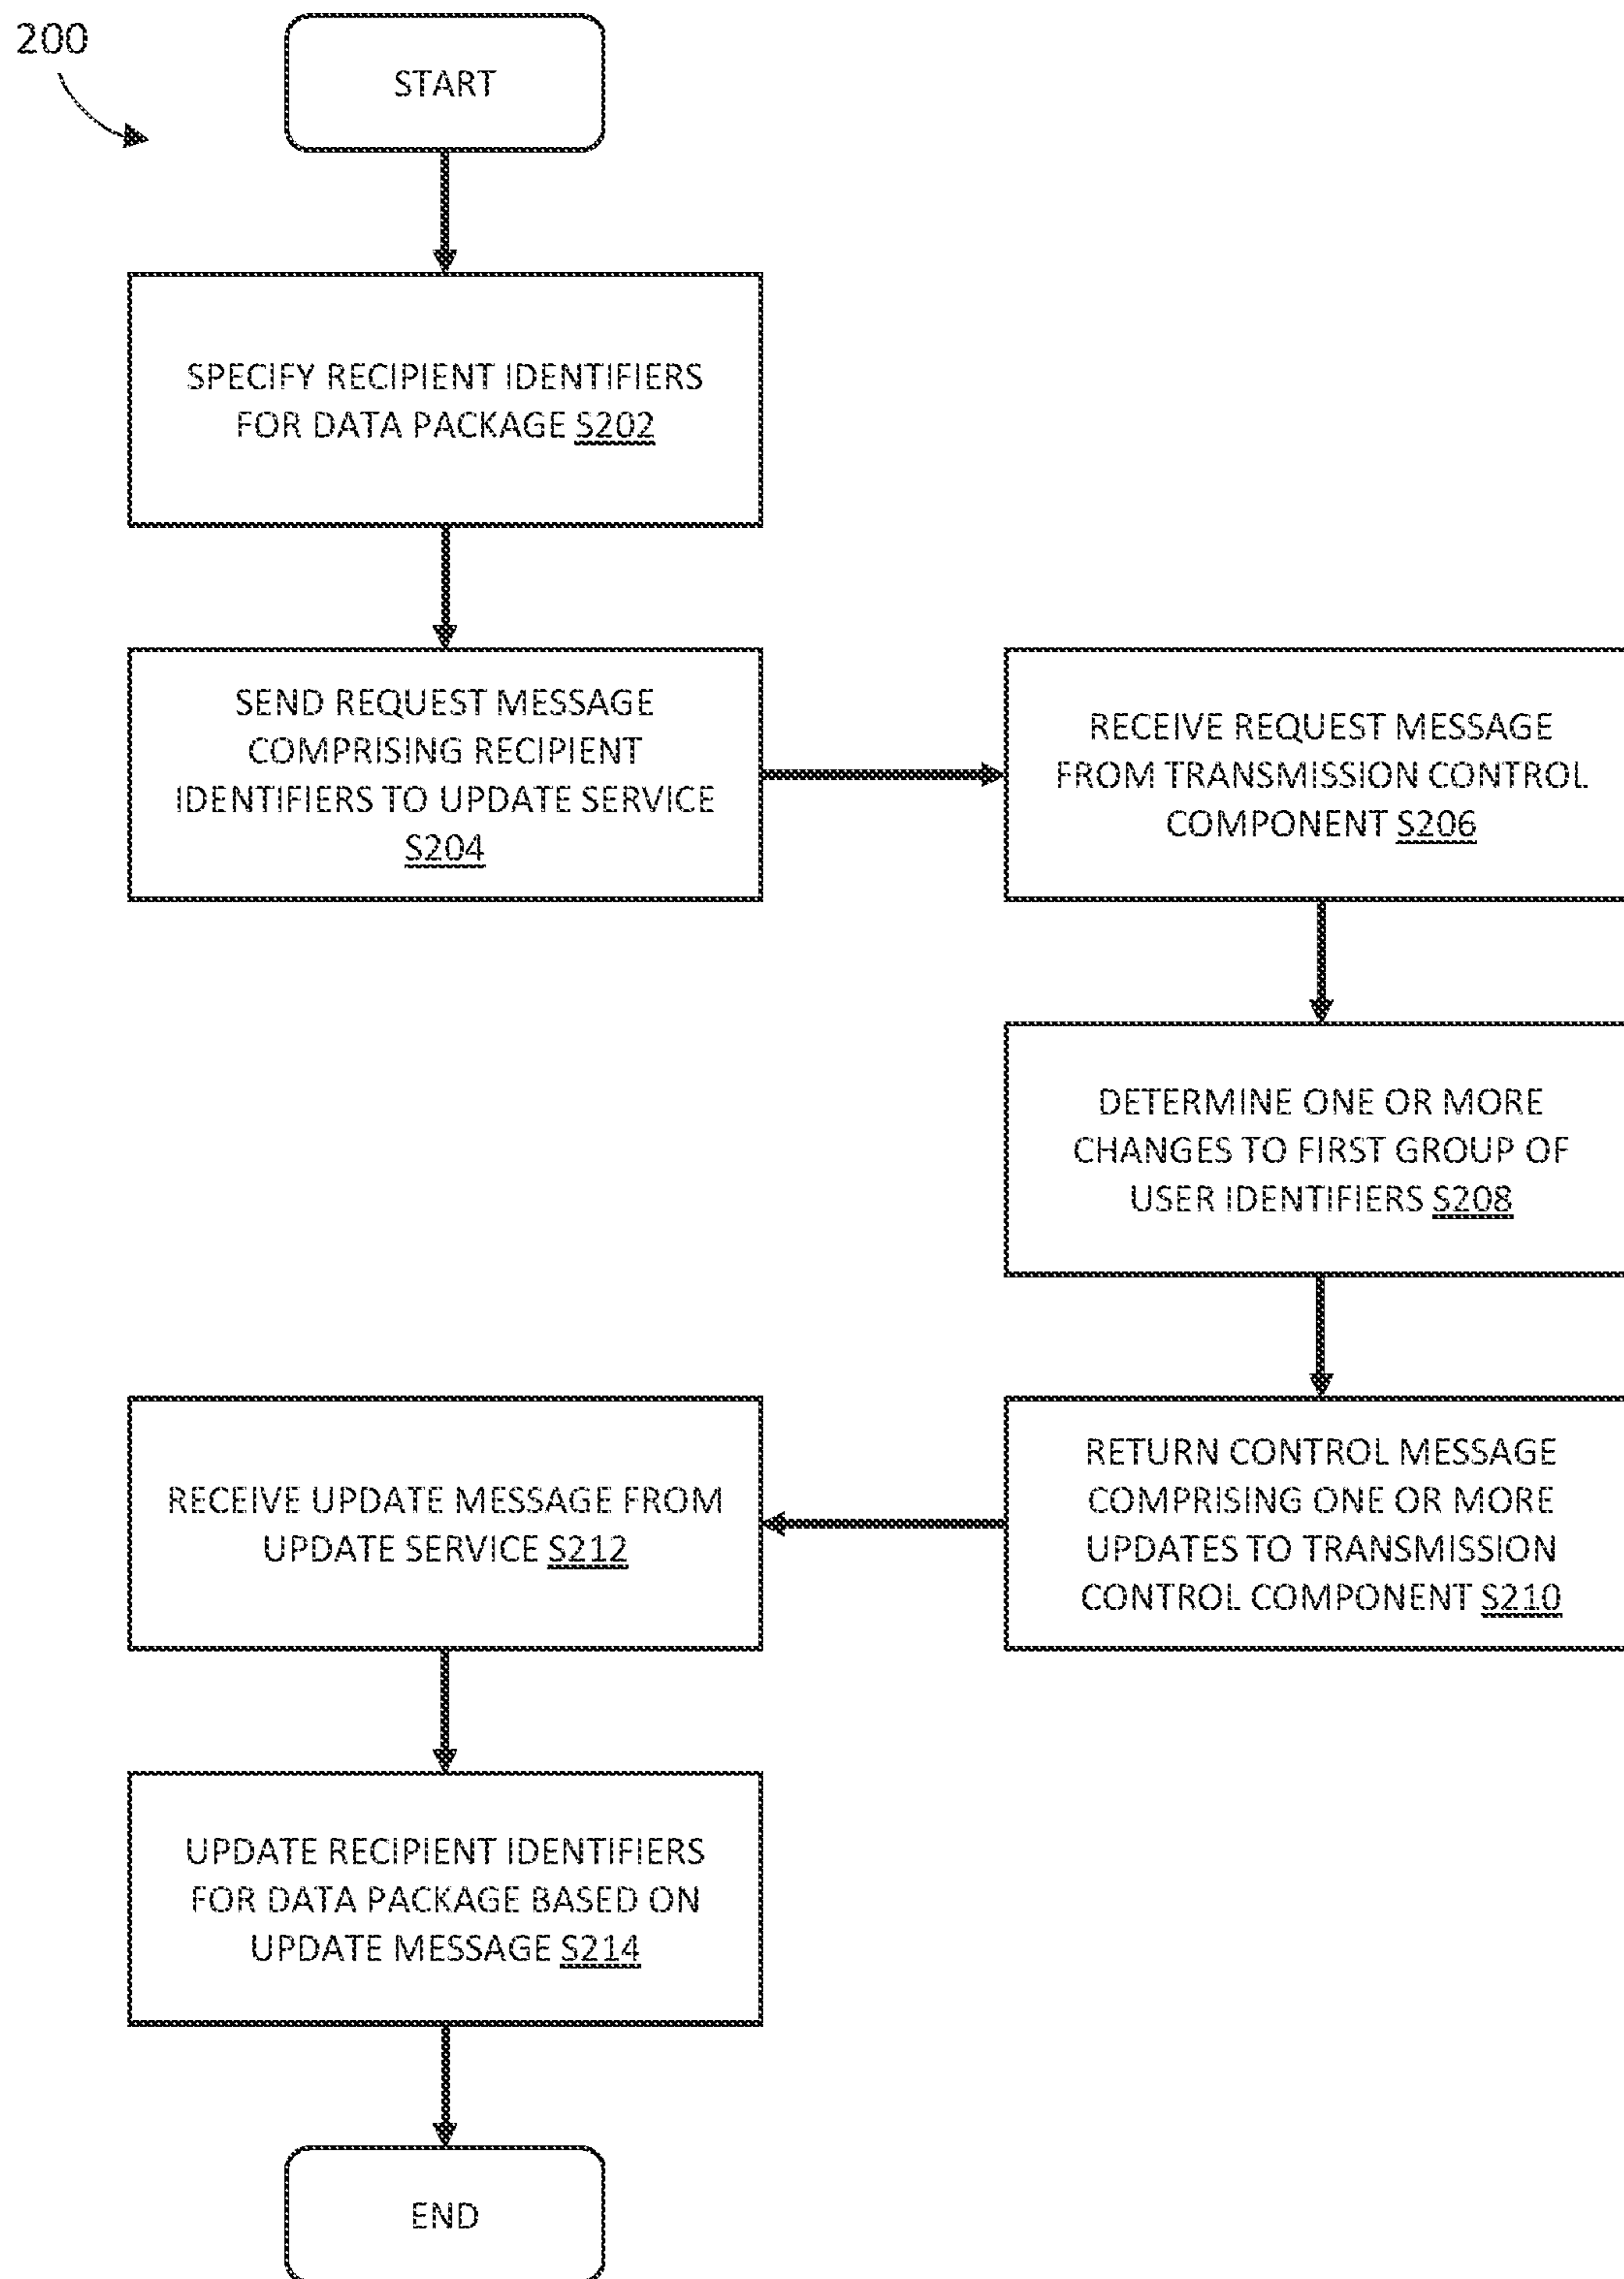 200
START
SPECIFY RECIPIENT IDENTIFIERS
FOR DATA PACKAGE S202
SEND REQUEST MESSAGE
COMPRISING RECIPIENT
IDENTIFIERS TO UPDATE SERVICE
S204
RECEIVE REQUEST MESSAGE
FROM TRANSMISSION CONTROL
COMPONENT S206
DETERMINE ONE OR MORE
CHANGES TO FIRST GROUP OF
USER IDENTIFIERS S208
RETURN CONTROL MESSAGE
COMPRISING ONE OR MORE
UPDATES TO TRANSMISSION
CONTROL COMPONENT S210
RECEIVE UPDATE MESSAGE FROM
UPDATE SERVICE S212
UPDATE RECIPIENT IDENTIFIERS
FOR DATA PACKAGE BASED ON
UPDATE MESSAGE S214
END